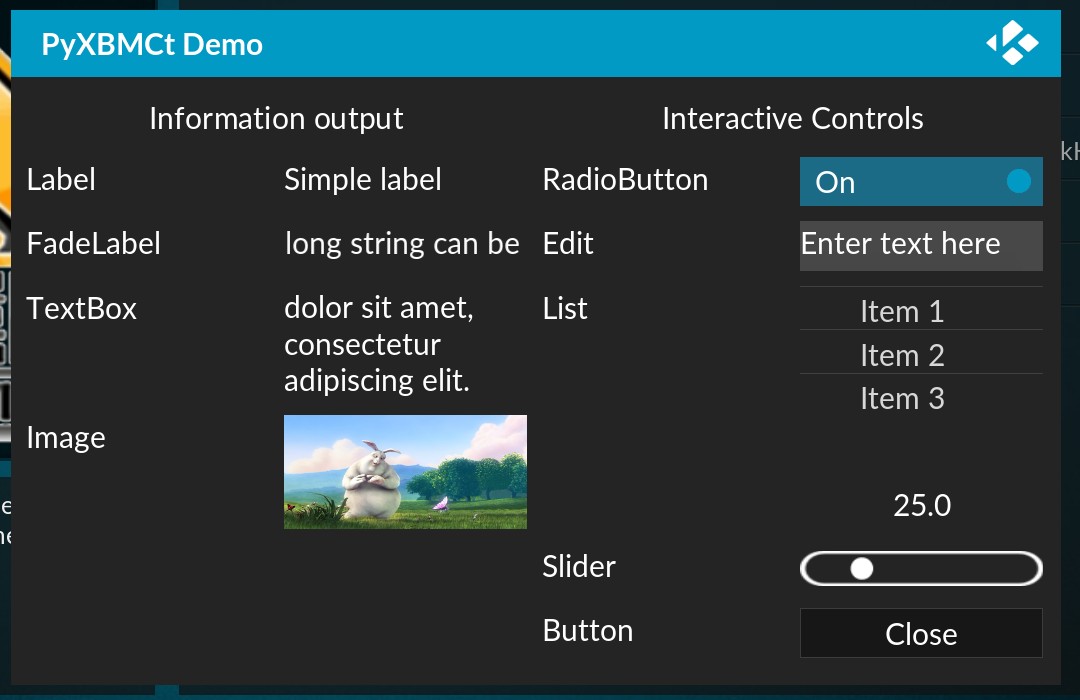 PyXBMCt Demo
Information output
Interactive Controls
Label
Simple label
RadioButton
On
FadeLabel
long string can be
Edit
Enter text here
TextBox
dolor sit amet,
consectetur
adipiscing elit.
List
Item 1
Item 2
Item 3
Image
25.0
Slider
Button
Close